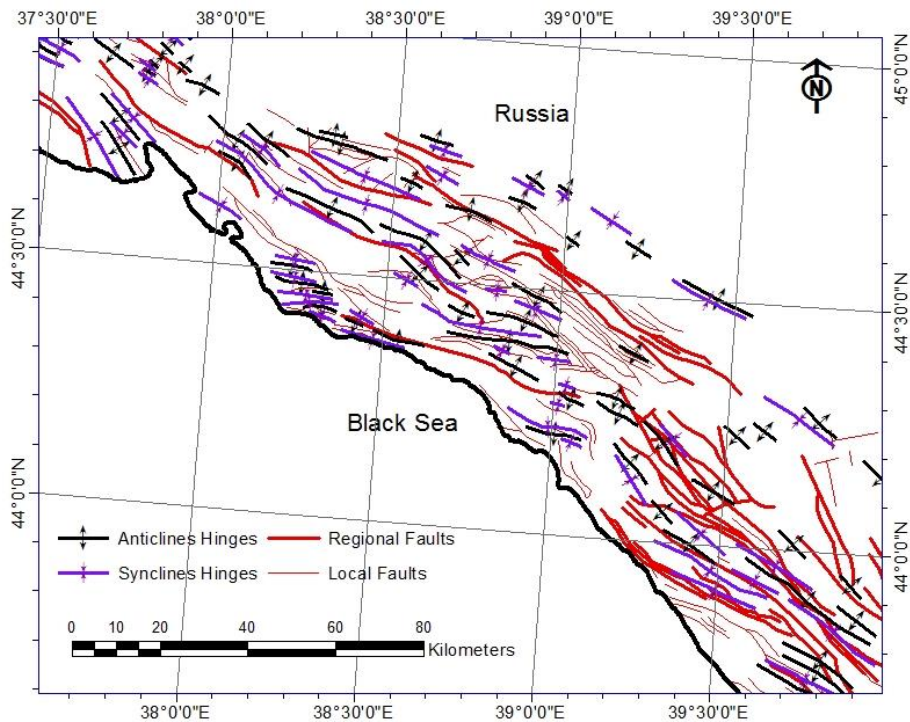 37°30'0"E 38°0'0"E 38°30'0"E 39°0'0"E 39°30'0"E
45°0'0"N
N
Russia
44°30'0"N
44°30'0"N
Black Sea
44°0'0"N
44°0'0"N
Anticlines Hinges Regional Faults
Synclines Hinges Local Faults
0 10 20 40 60 80
Kilometers
38°0'0"E 38°30'0"E 39°0'0"E 39°30'0"E